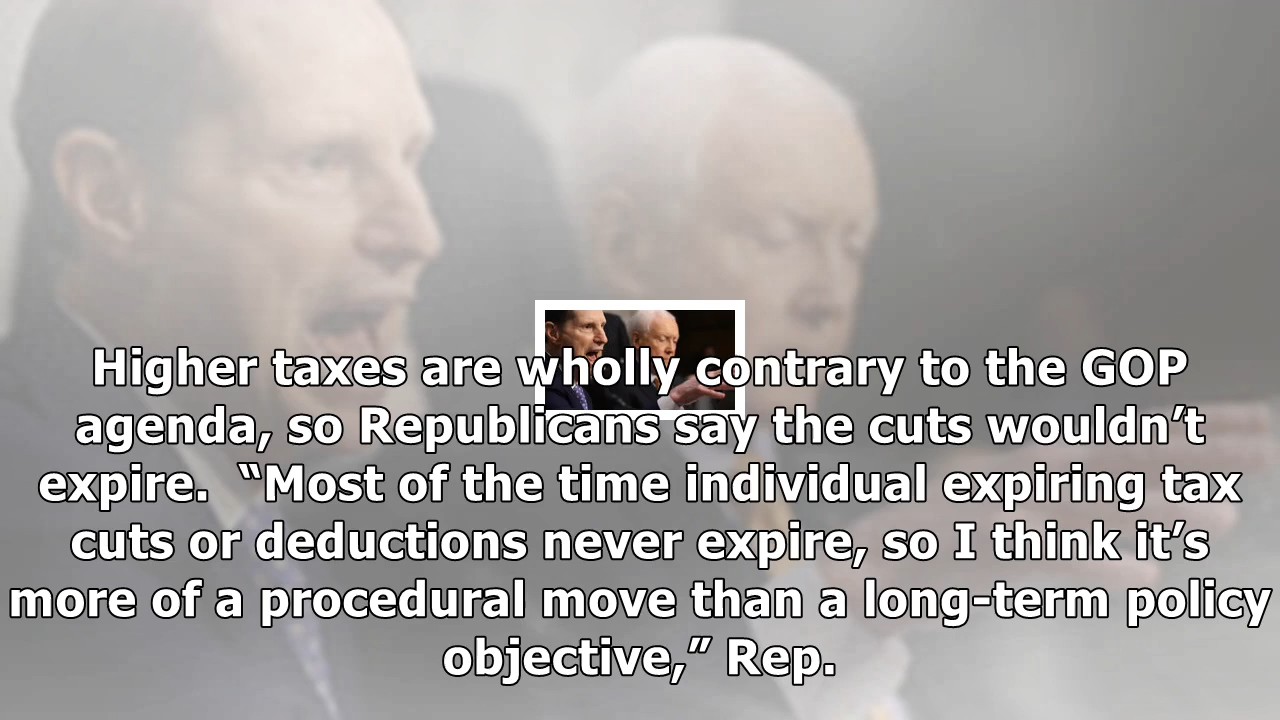 Higher taxes are wholly contrary to the GOP
agenda, so Republicans say the cuts wouldn’t
expire.  “Most of the time individual expiring tax
cuts or deductions never expire, so I think it’s
more of a procedural move than a long-term policy
objective,” Rep.